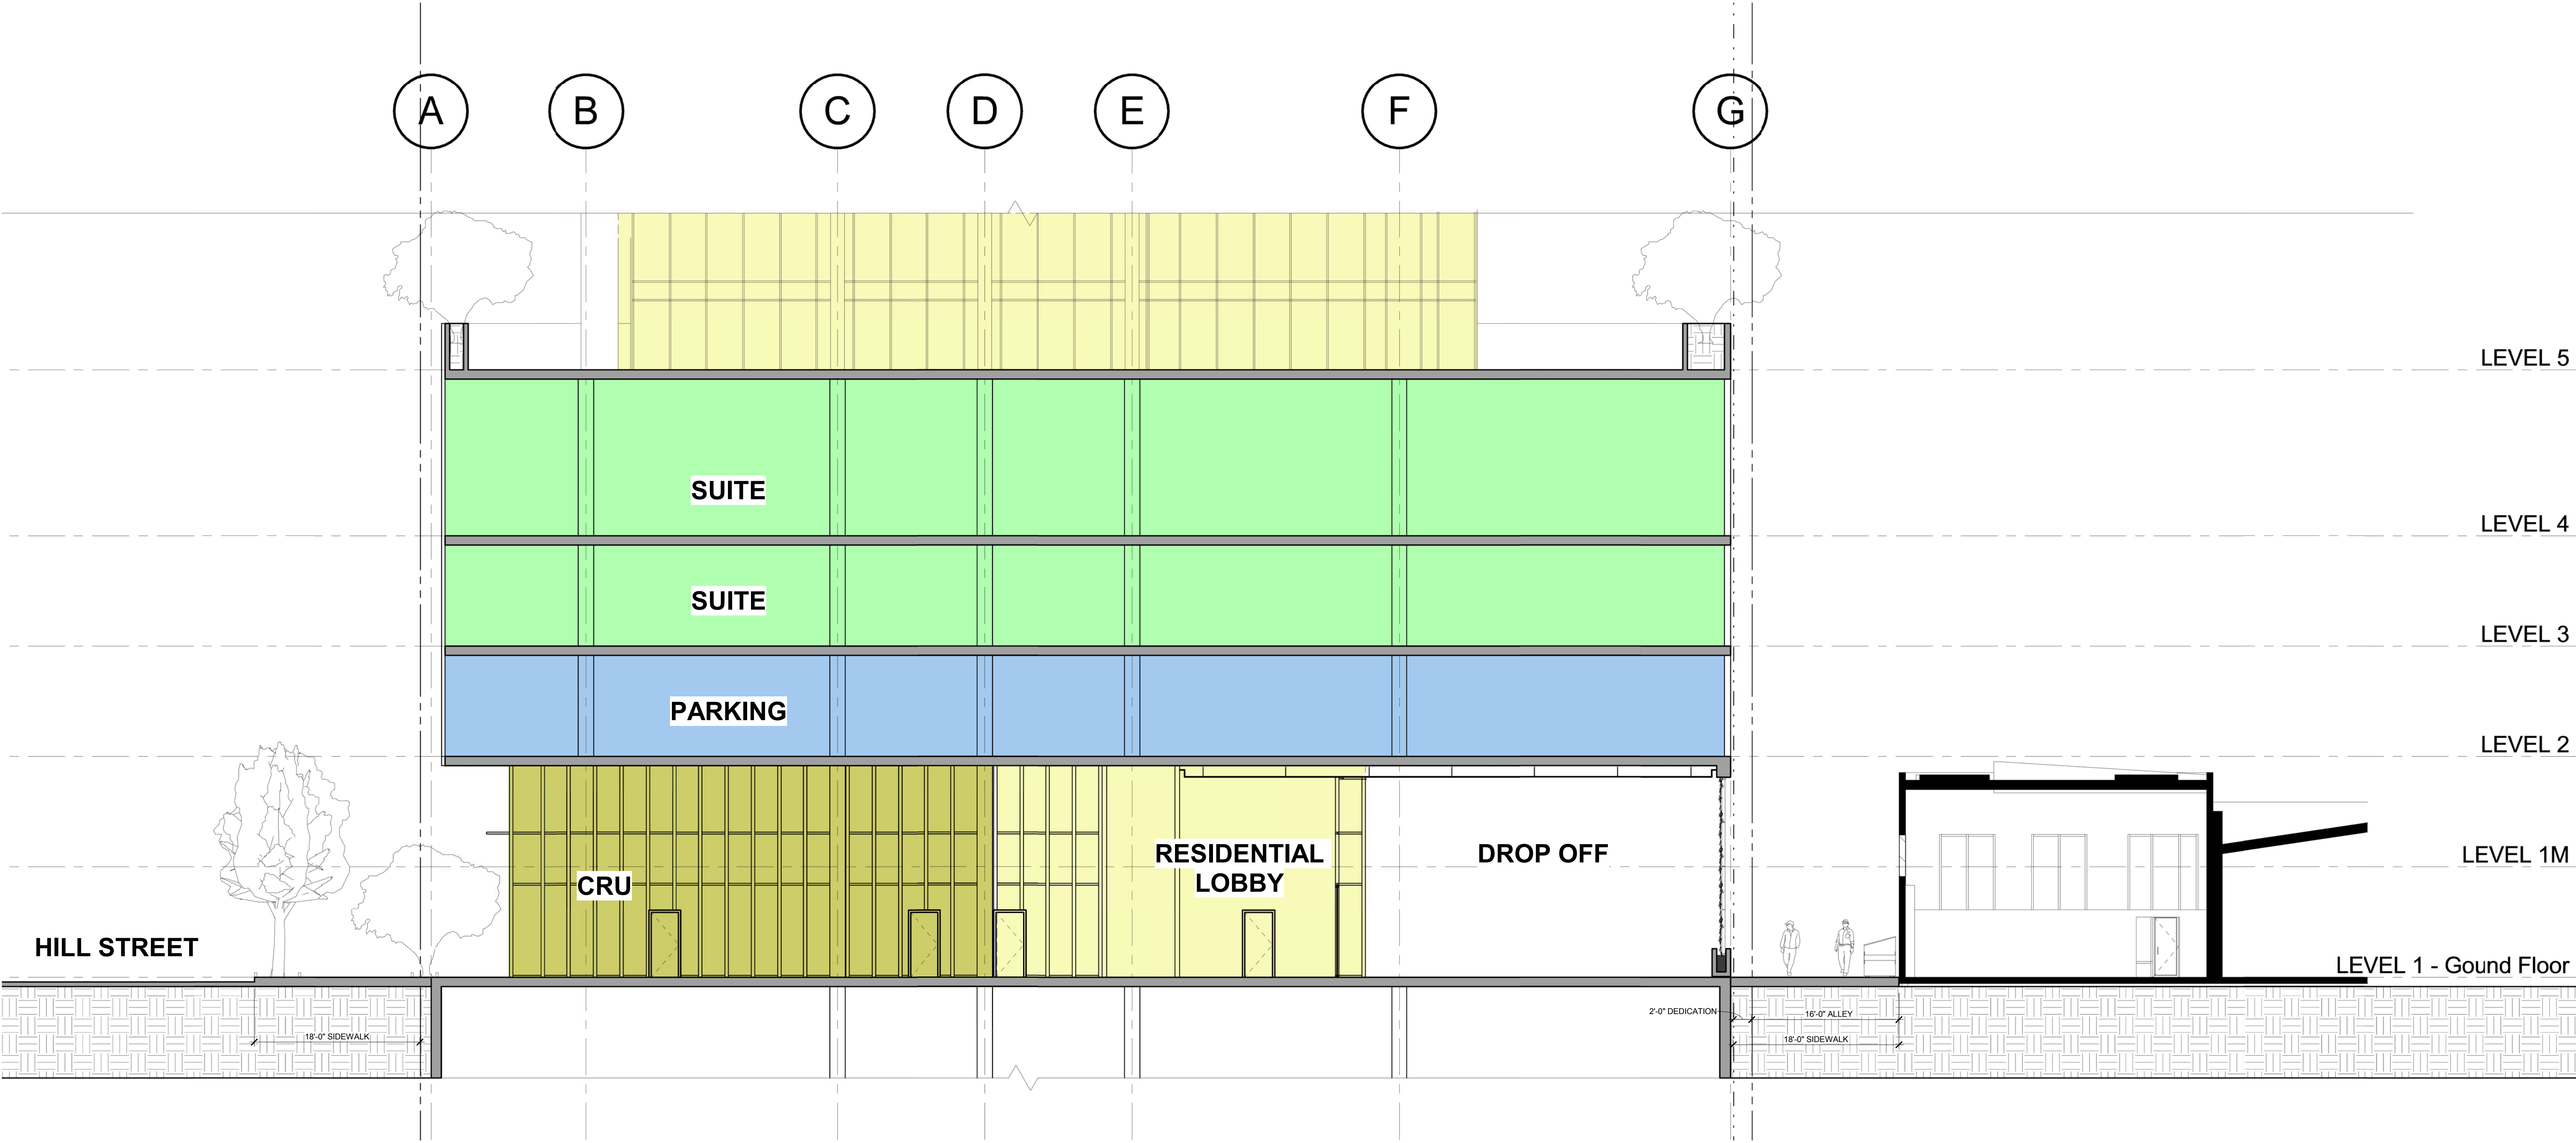 A B C D E F G
LEVEL 5
SUITE
LEVEL 4
SUITE
LEVEL 3
PARKING
LEVEL 2
RESIDENTIAL
LOBBY
DROP OFF
LEVEL 1M
CRU
HILL STREET
LEVEL 1 - Gound Floor
2'-0" DEDICATION
16'-0" ALLEY
18'-0" SIDEWALK
18'-0" SIDEWALK